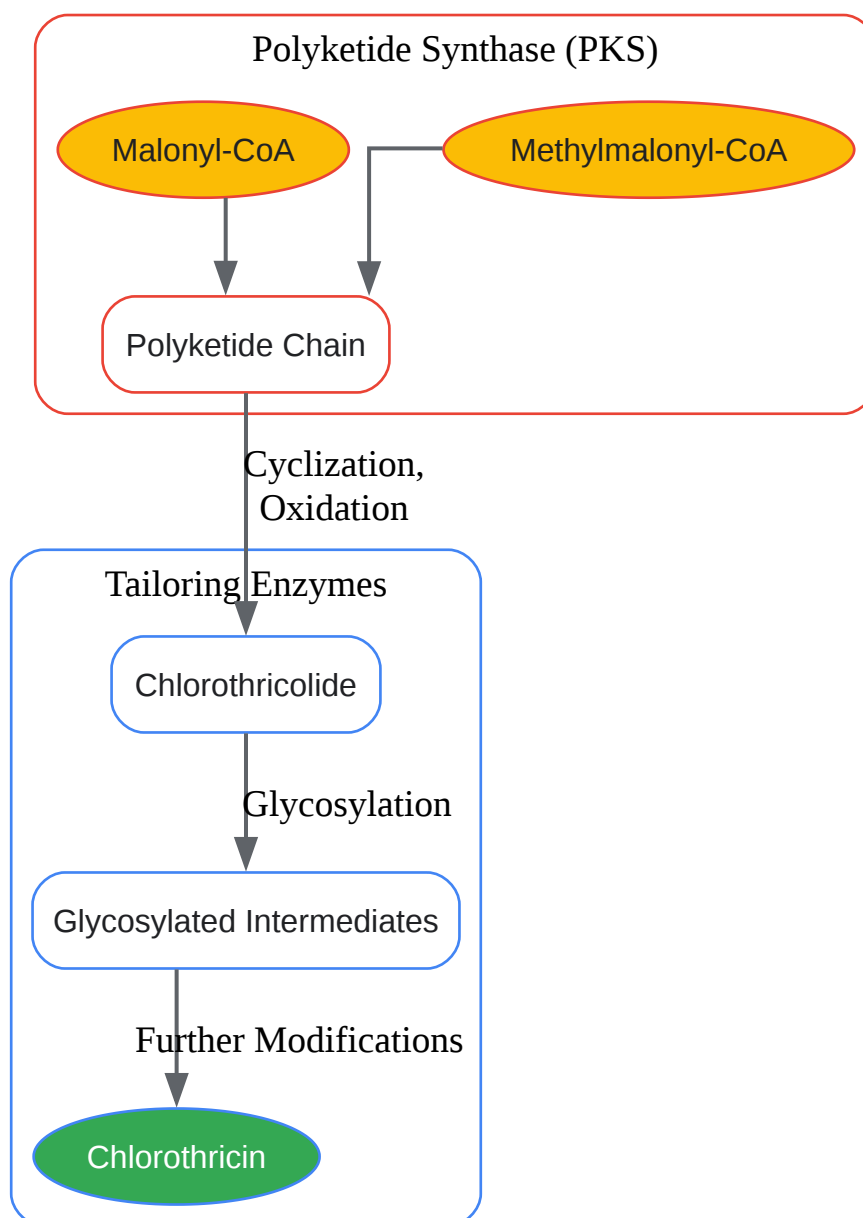 Polyketide Synthase (PKS)
Malonyl-CoA
Methylmalonyl-CoA
Polyketide Chain
Cyclization,
Oxidation
Tailoring Enzymes
Chlorothricolide
Glycosylation
Glycosylated Intermediates
Further Modifications
Chlorothricin